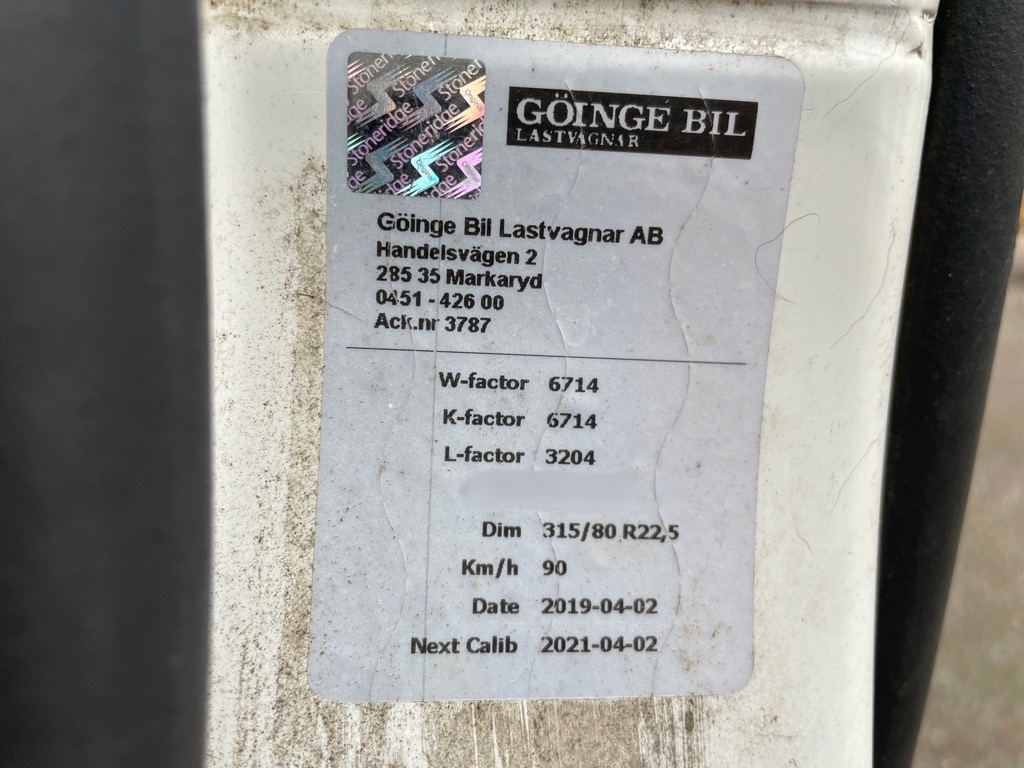 Stoneridge
Original
GÖINGE BIL
LASTVAGNAR
Göinge Bil Lastvagnar AB
Handelsvägen 2
285 35 Markaryd
0451 - 426 00
Ack.nr 3787
W-factor 6714
K-factor 6714
L-factor 3204
Dim 315/80 R22,5
Km/h 90
Date 2019-04-02
Next Calib 2021-04-02